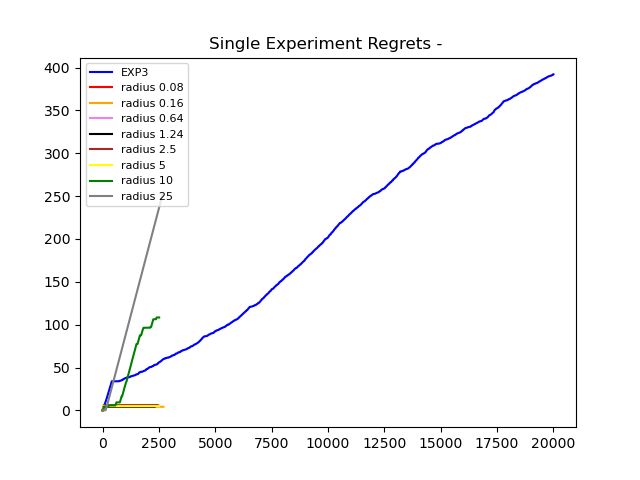 Single Experiment Regrets -
400
350
300
250
200
150
100
50
0
EXP3
radius 0.08
radius 0.16
radius 0.64
radius 1.24
radius 2.5
radius 5
radius 10
radius 25
0 2500 5000 7500 10000 12500 15000 17500 20000